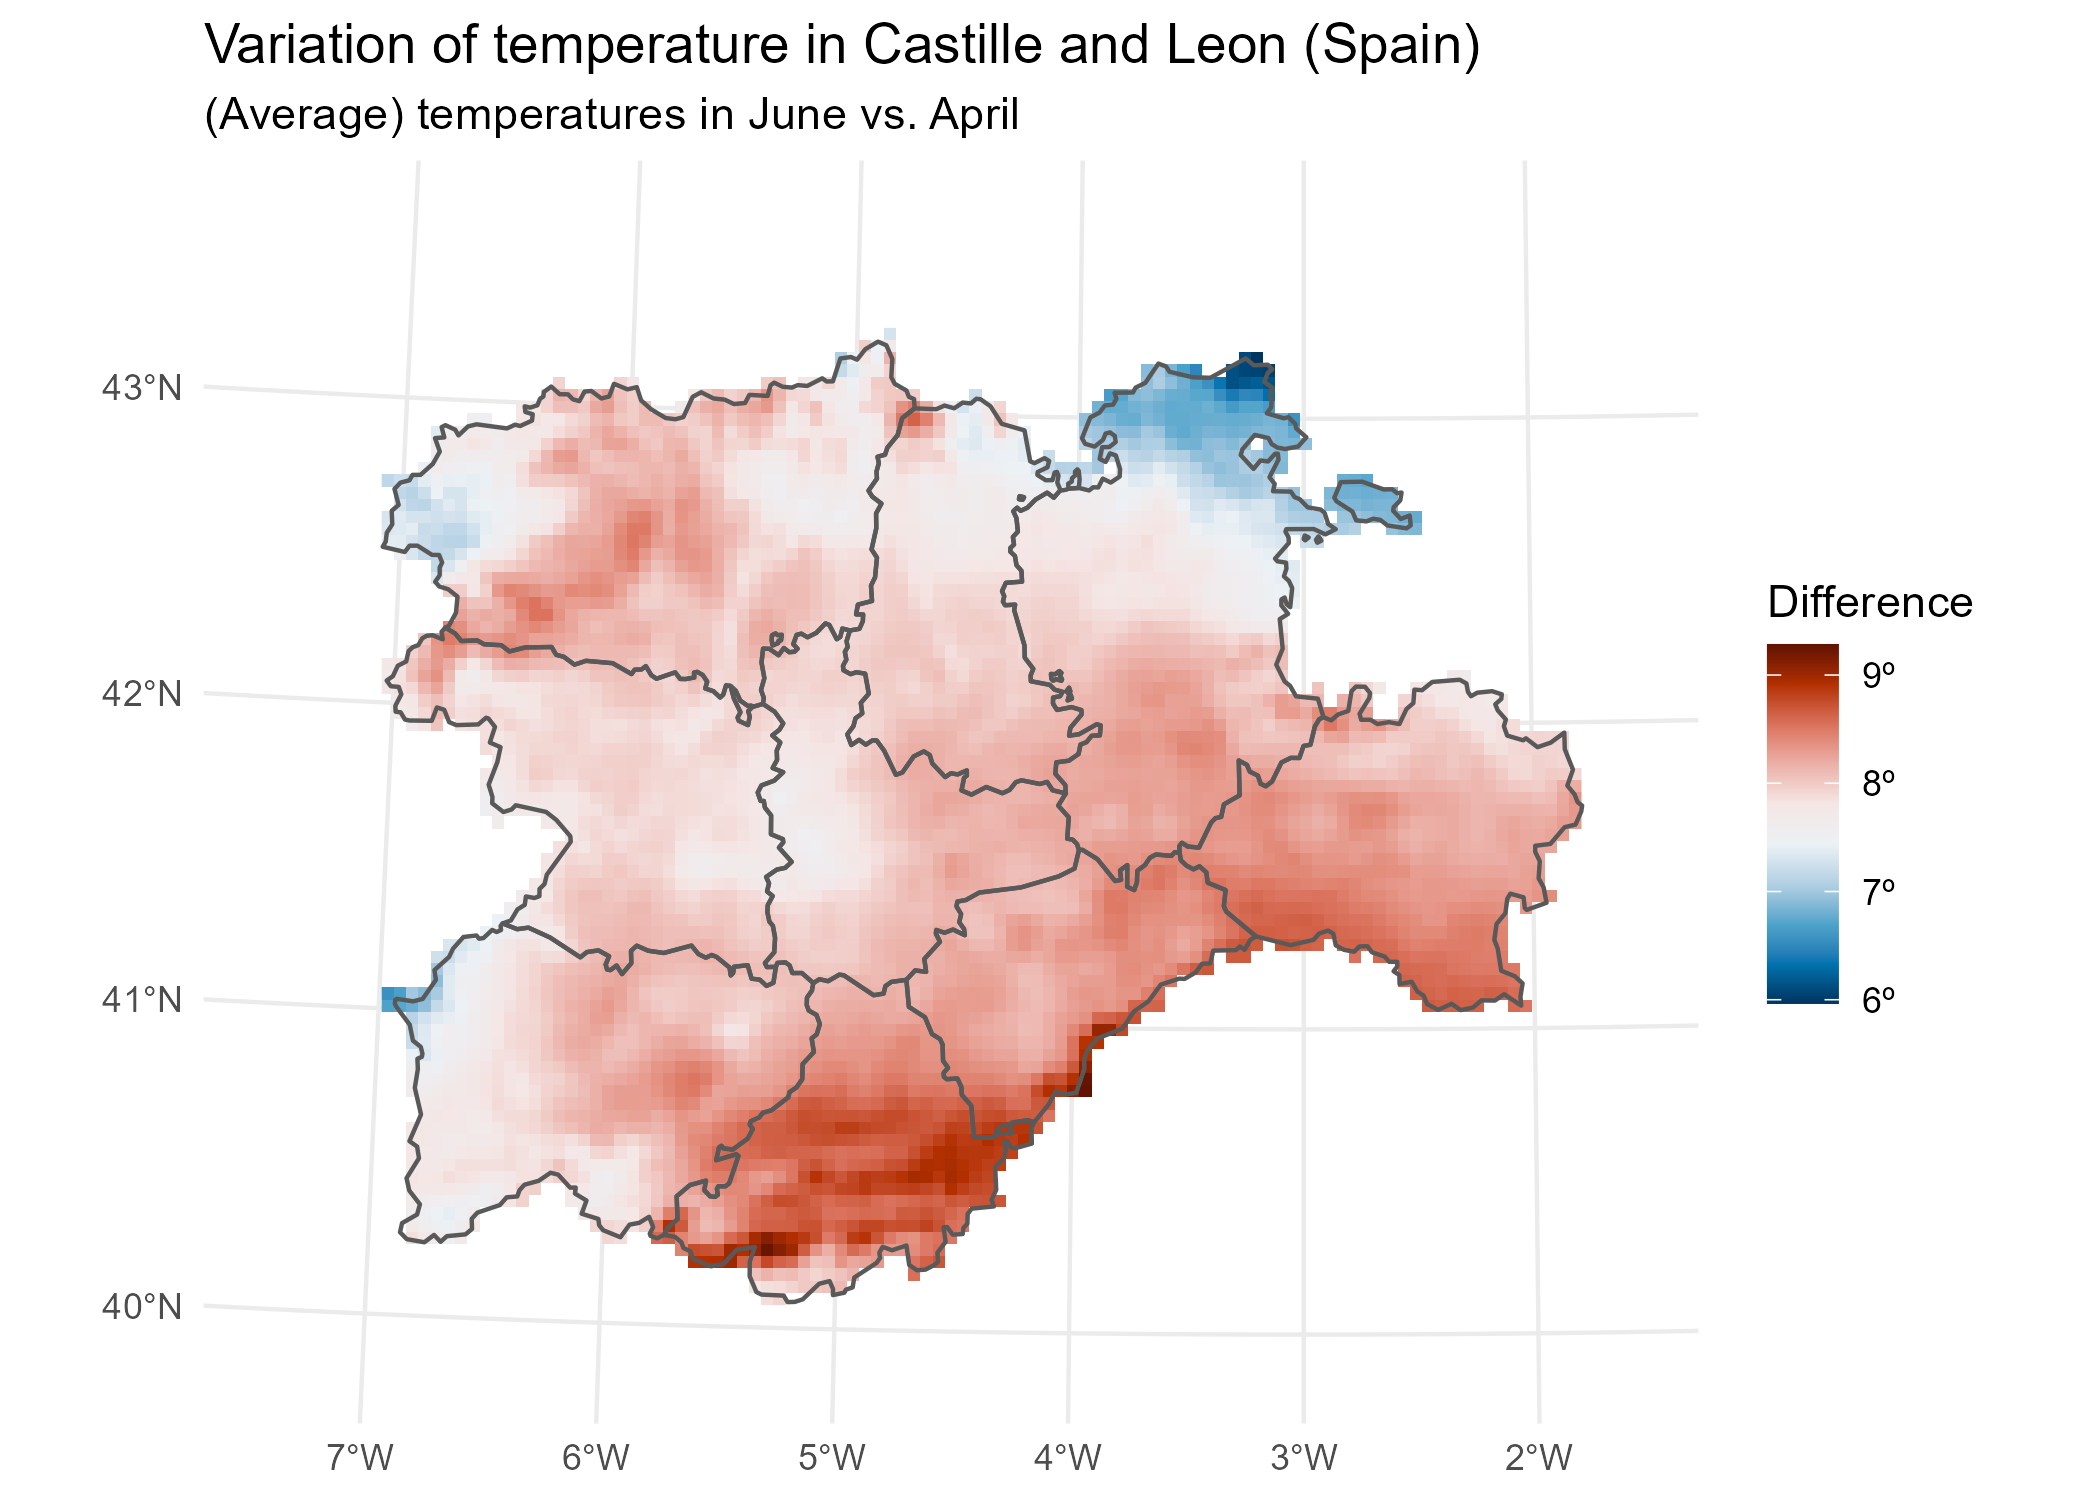 Variation of temperature in Castille and Leon (Spain)
(Average) temperatures in June vs. April
43°N
42°N
41°N
40°N
7°W
6°W
5°W
4°W
3°W
2°W
Difference
9º
8º
7º
6º